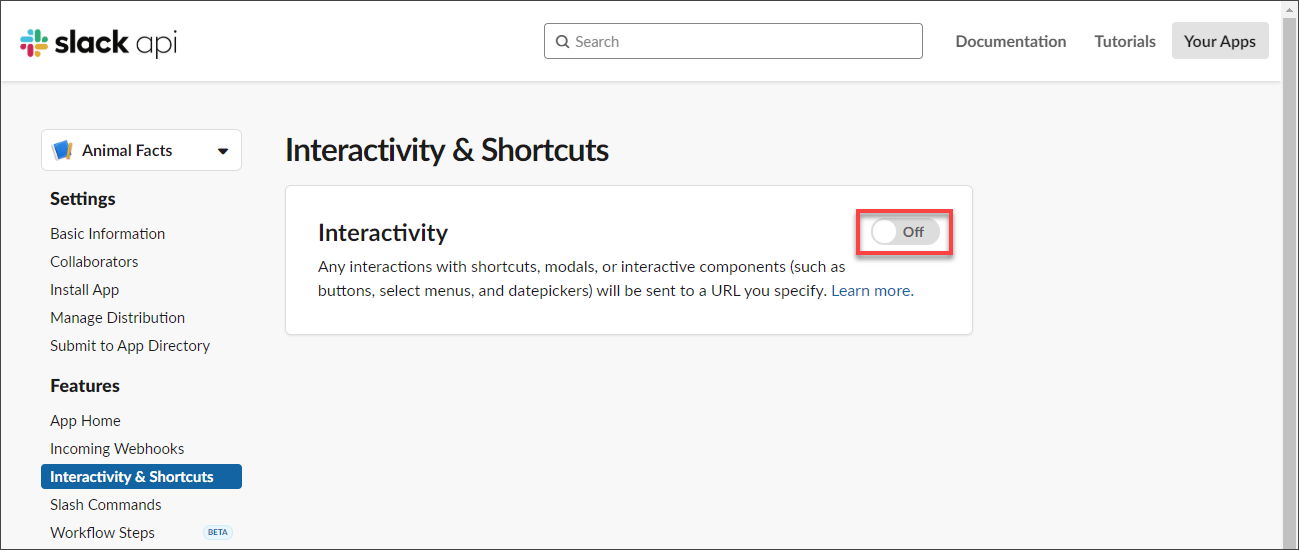 slack api
Search
Documentation
Tutorials
Your Apps
Animal Facts
Settings
Basic Information
Collaborators
Install App
Manage Distribution
Submit to App Directory
Features
App Home
Incoming Webhooks
Interactivity & Shortcuts
Slash Commands
Workflow Steps BETA
Interactivity & Shortcuts
Interactivity
Off
Any interactions with shortcuts, modals, or interactive components (such as
buttons, select menus, and datepickers) will be sent to a URL you specify. Learn more.